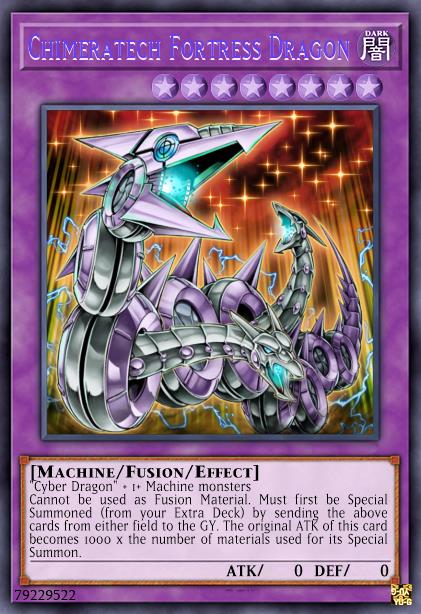 Chimeratech Fortress Dragon
DARK
闇
[Machine/Fusion/Effect]
"Cyber Dragon" + 1+ Machine monsters
Cannot be used as Fusion Material. Must first be Special
Summoned (from your Extra Deck) by sending the above
cards from either field to the GY. The original ATK of this card
becomes 1000 x the number of materials used for its Special
Summon.
ATK/ 0 DEF/ 0
79229522